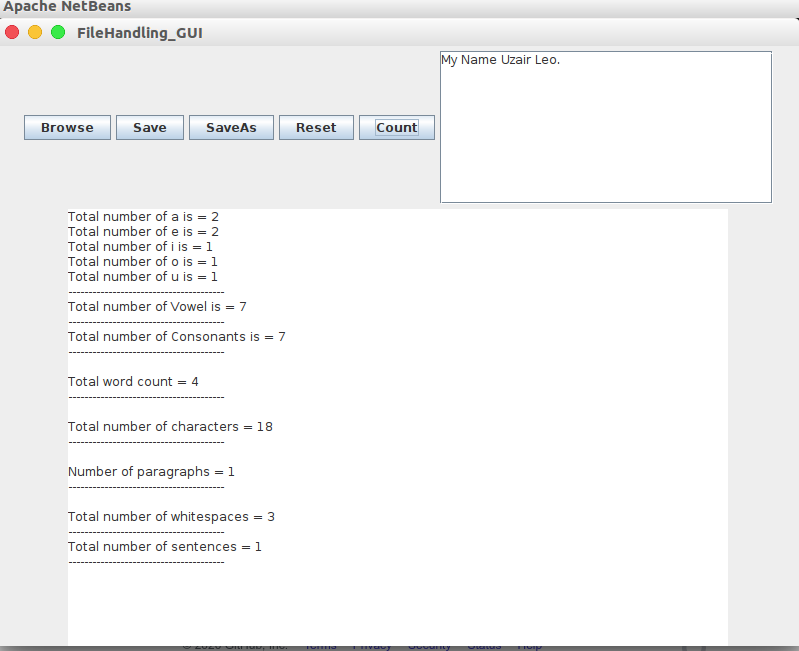 Apache NetBeans
FileHandling_GUI
My Name Uzair Leo.
Browse Save SaveAs Reset Count
Total number of a is = 2
Total number of e is = 2
Total number of i is = 1
Total number of o is = 1
Total number of u is = 1
---------------------------------------
Total number of Vowel is = 7
---------------------------------------
Total number of Consonants is = 7
---------------------------------------
Total word count = 4
---------------------------------------
Total number of characters = 18
---------------------------------------
Number of paragraphs = 1
---------------------------------------
Total number of whitespaces = 3
---------------------------------------
Total number of sentences = 1
---------------------------------------
© 2020 GitHub, Inc. Terms Privacy Security Status Help